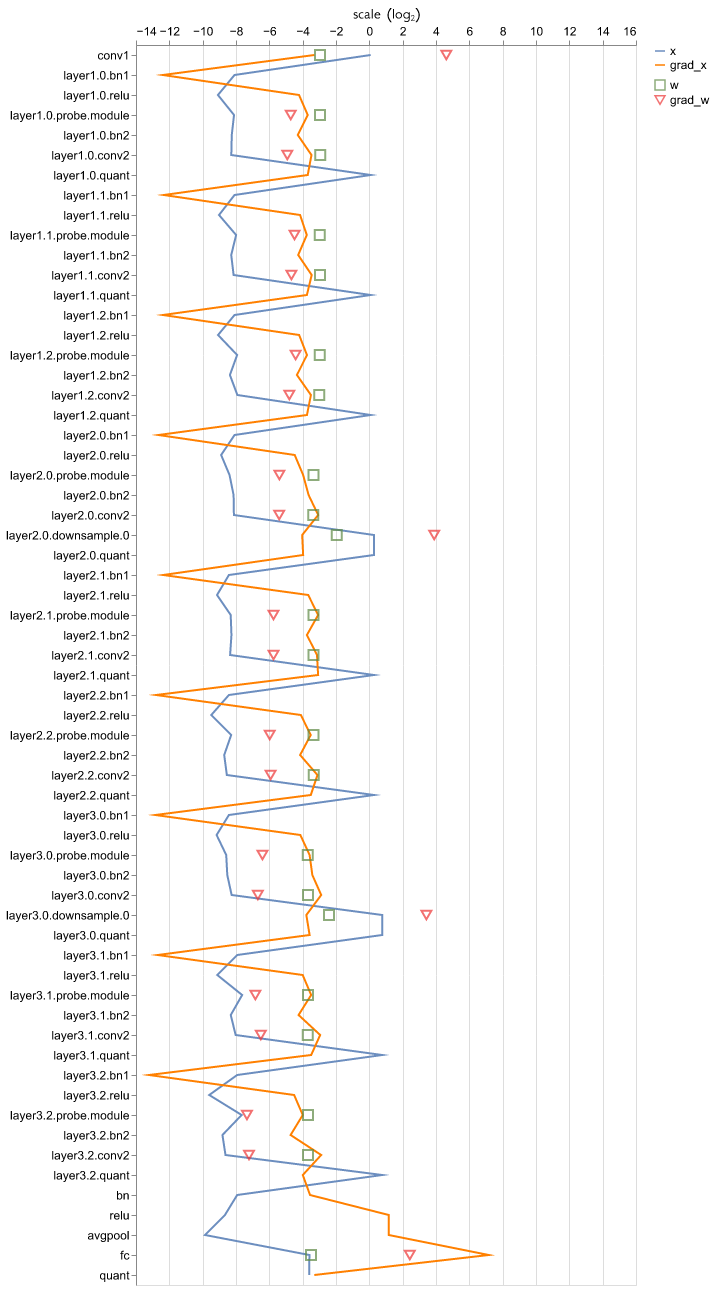 scale (log₂)
−14 −12 −10 −8 −6 −4 −2 0 2 4 6 8 10 12 14 16
x
grad_x
w
grad_w
conv1
layer1.0.bn1
layer1.0.relu
layer1.0.probe.module
layer1.0.bn2
layer1.0.conv2
layer1.0.quant
layer1.1.bn1
layer1.1.relu
layer1.1.probe.module
layer1.1.bn2
layer1.1.conv2
layer1.1.quant
layer1.2.bn1
layer1.2.relu
layer1.2.probe.module
layer1.2.bn2
layer1.2.conv2
layer1.2.quant
layer2.0.bn1
layer2.0.relu
layer2.0.probe.module
layer2.0.bn2
layer2.0.conv2
layer2.0.downsample.0
layer2.0.quant
layer2.1.bn1
layer2.1.relu
layer2.1.probe.module
layer2.1.bn2
layer2.1.conv2
layer2.1.quant
layer2.2.bn1
layer2.2.relu
layer2.2.probe.module
layer2.2.bn2
layer2.2.conv2
layer2.2.quant
layer3.0.bn1
layer3.0.relu
layer3.0.probe.module
layer3.0.bn2
layer3.0.conv2
layer3.0.downsample.0
layer3.0.quant
layer3.1.bn1
layer3.1.relu
layer3.1.probe.module
layer3.1.bn2
layer3.1.conv2
layer3.1.quant
layer3.2.bn1
layer3.2.relu
layer3.2.probe.module
layer3.2.bn2
layer3.2.conv2
layer3.2.quant
bn
relu
avgpool
fc
quant